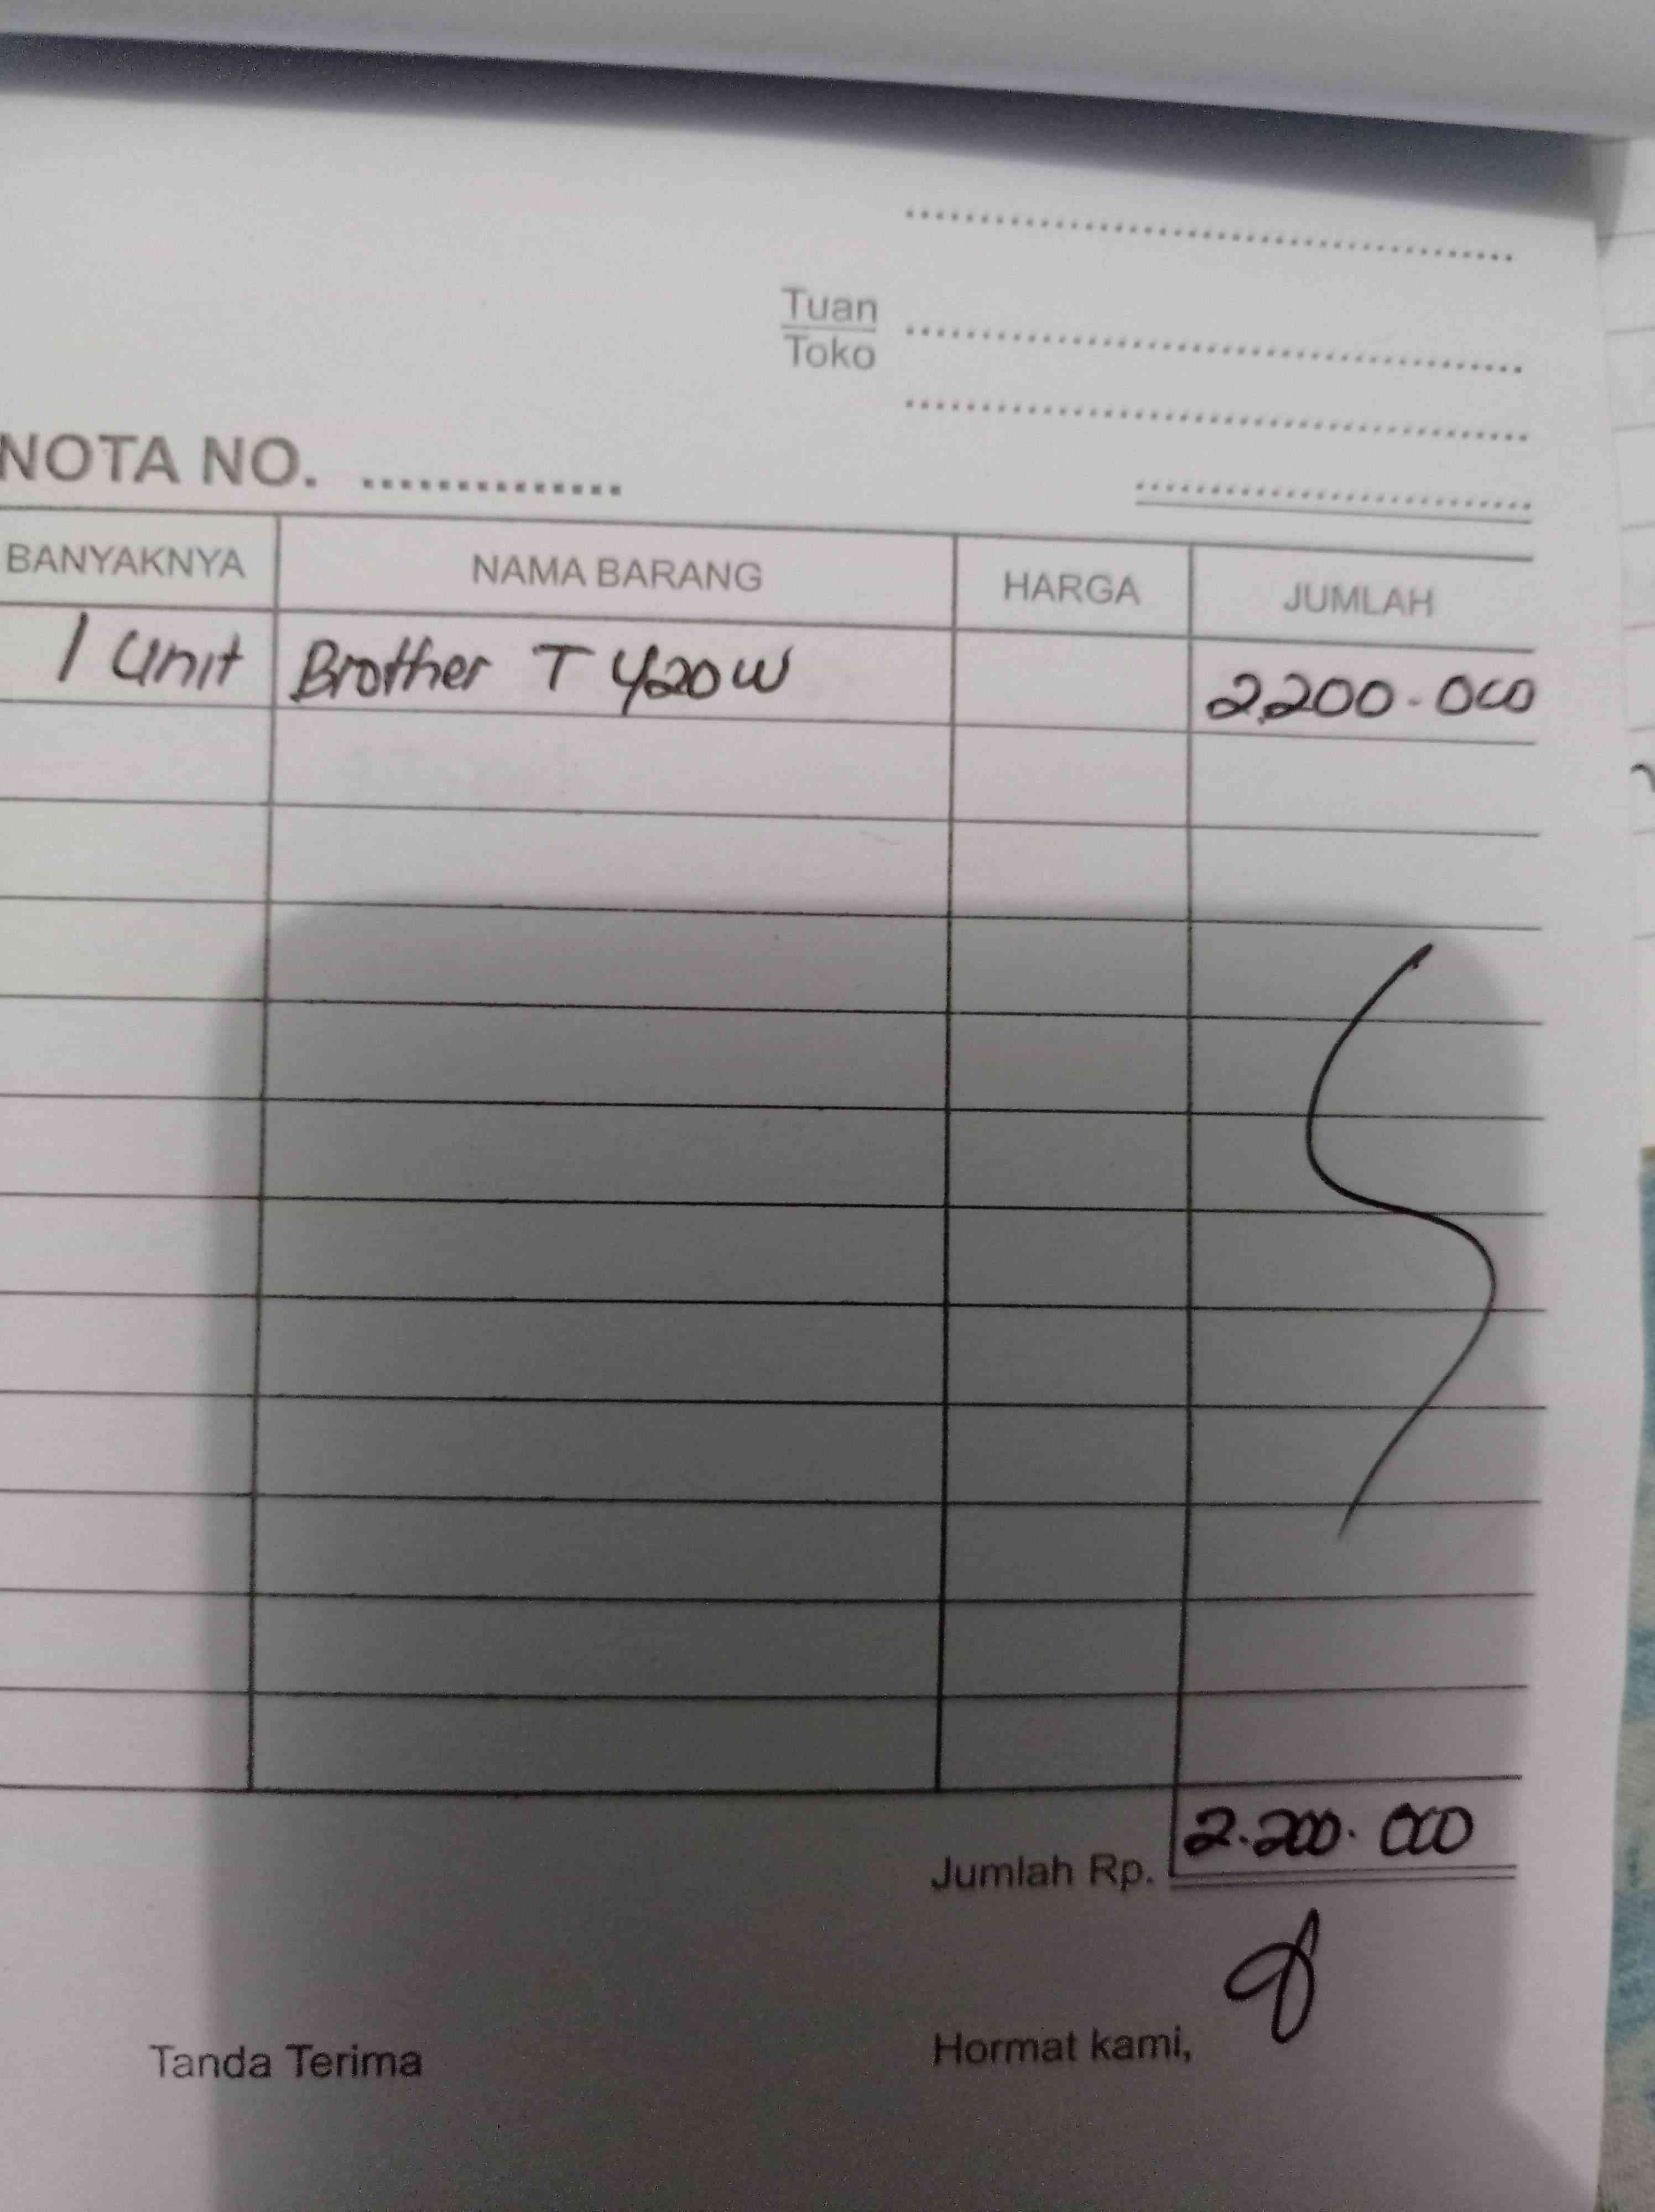 Tuan
Toko
NOTA NO. ...............
BANYAKNYA NAMA BARANG HARGA JUMLAH
1 Unit Brother T420W 2.200.000
Jumlah Rp. 2.200.000
Tanda Terima Hormat kami,